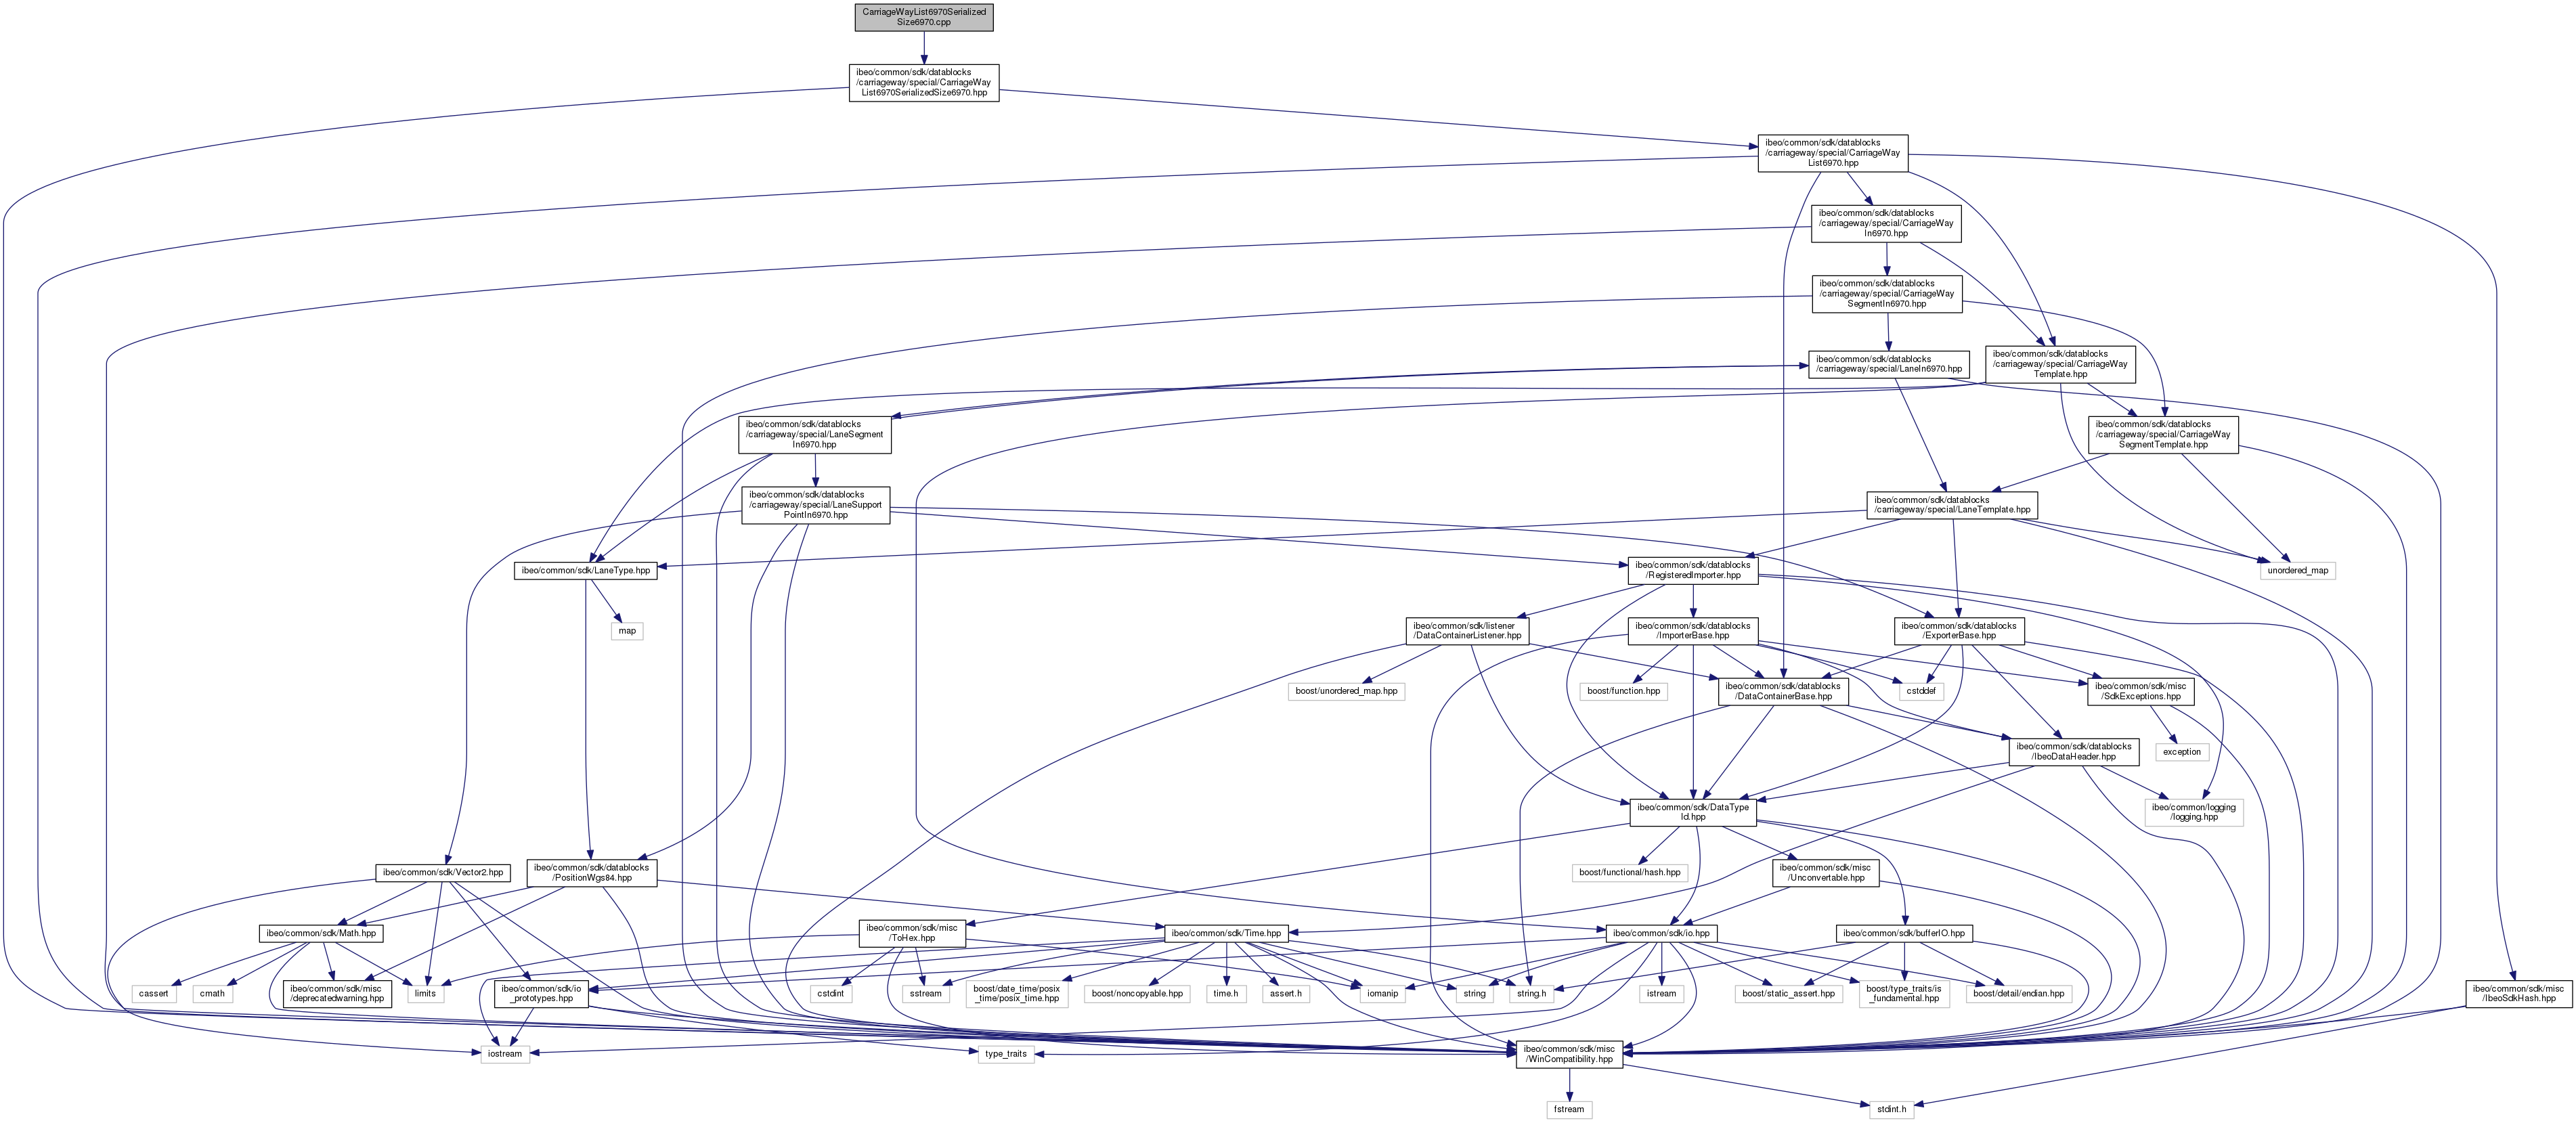 CarriageWayList6970Serialized
Size6970.cpp
ibeo/common/sdk/datablocks
/carriageway/special/CarriageWay
List6970SerializedSize6970.hpp
ibeo/common/sdk/datablocks
/carriageway/special/CarriageWay
List6970.hpp
ibeo/common/sdk/datablocks
/carriageway/special/CarriageWay
In6970.hpp
ibeo/common/sdk/datablocks
/carriageway/special/CarriageWay
SegmentIn6970.hpp
ibeo/common/sdk/datablocks
/carriageway/special/LaneIn6970.hpp
ibeo/common/sdk/datablocks
/carriageway/special/CarriageWay
Template.hpp
ibeo/common/sdk/datablocks
/carriageway/special/LaneSegment
In6970.hpp
ibeo/common/sdk/datablocks
/carriageway/special/CarriageWay
SegmentTemplate.hpp
ibeo/common/sdk/datablocks
/carriageway/special/LaneSupport
PointIn6970.hpp
ibeo/common/sdk/datablocks
/carriageway/special/LaneTemplate.hpp
ibeo/common/sdk/LaneType.hpp
ibeo/common/sdk/datablocks
/RegisteredImporter.hpp
unordered_map
map
ibeo/common/sdk/listener
/DataContainerListener.hpp
ibeo/common/sdk/datablocks
/ImporterBase.hpp
ibeo/common/sdk/datablocks
/ExporterBase.hpp
boost/unordered_map.hpp
boost/function.hpp
ibeo/common/sdk/datablocks
/DataContainerBase.hpp
cstddef
ibeo/common/sdk/misc
/SdkExceptions.hpp
ibeo/common/sdk/datablocks
/IbeoDataHeader.hpp
exception
ibeo/common/sdk/DataType
Id.hpp
ibeo/common/logging
/logging.hpp
ibeo/common/sdk/Vector2.hpp
ibeo/common/sdk/datablocks
/PositionWgs84.hpp
boost/functional/hash.hpp
ibeo/common/sdk/misc
/Unconvertable.hpp
ibeo/common/sdk/Math.hpp
ibeo/common/sdk/misc
/ToHex.hpp
ibeo/common/sdk/Time.hpp
ibeo/common/sdk/io.hpp
ibeo/common/sdk/bufferIO.hpp
cassert
cmath
ibeo/common/sdk/misc
/deprecatedwarning.hpp
limits
ibeo/common/sdk/io
_prototypes.hpp
cstdint
sstream
boost/date_time/posix
_time/posix_time.hpp
boost/noncopyable.hpp
time.h
assert.h
iomanip
string
string.h
istream
boost/static_assert.hpp
boost/type_traits/is
_fundamental.hpp
boost/detail/endian.hpp
ibeo/common/sdk/misc
/IbeoSdkHash.hpp
iostream
type_traits
ibeo/common/sdk/misc
/WinCompatibility.hpp
fstream
stdint.h